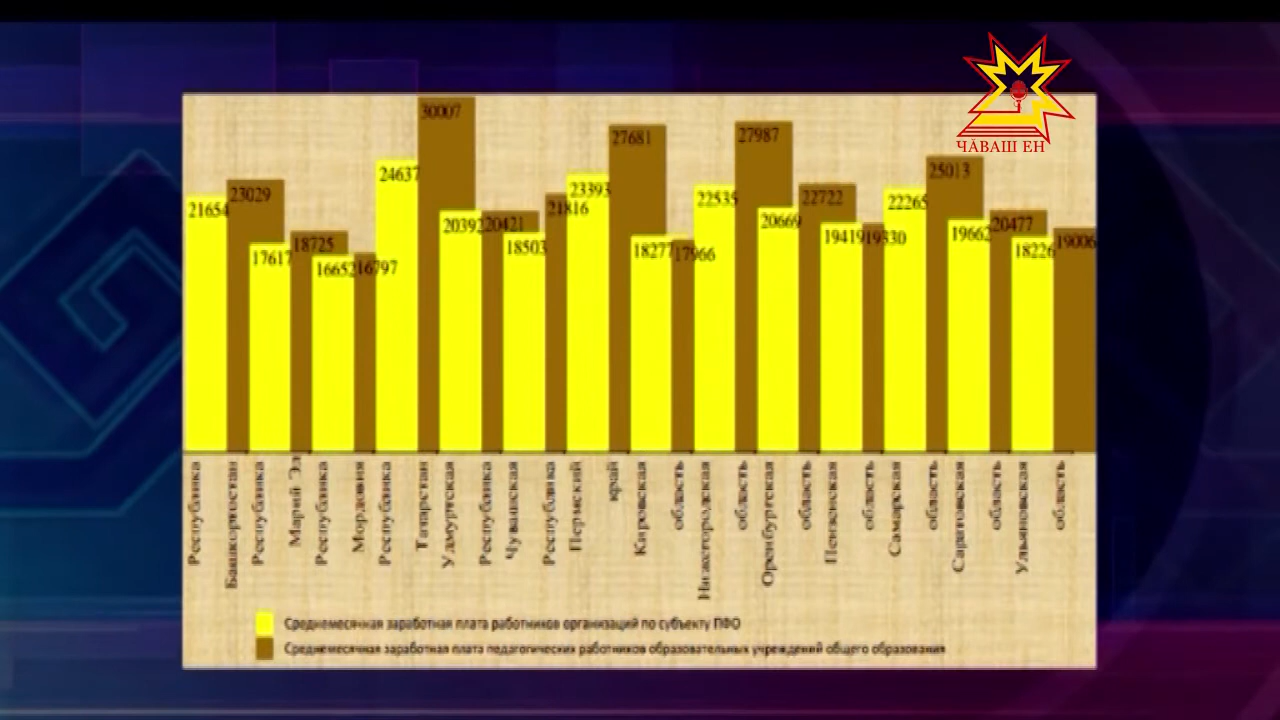 ЧӐВАШ ЕН
30007
27681
27987
24637
23393
25013
21654
23029
21816
22535
22722
22265
20392
20421
20669
20477
17617
18725
18503
18277
17966
19419
19330
19662
18226
19006
16652
16797
Республика Башкортостан
Республика Марий Эл
Республика Мордовия
Республика Татарстан
Удмуртская Республика
Чувашская Республика
Пермский край
Кировская область
Нижегородская область
Оренбургская область
Пензенская область
Самарская область
Саратовская область
Ульяновская область
Среднемесячная заработная плата работников организаций по субъекту ПФО
Среднемесячная заработная плата педагогических работников образовательных учреждений общего образования